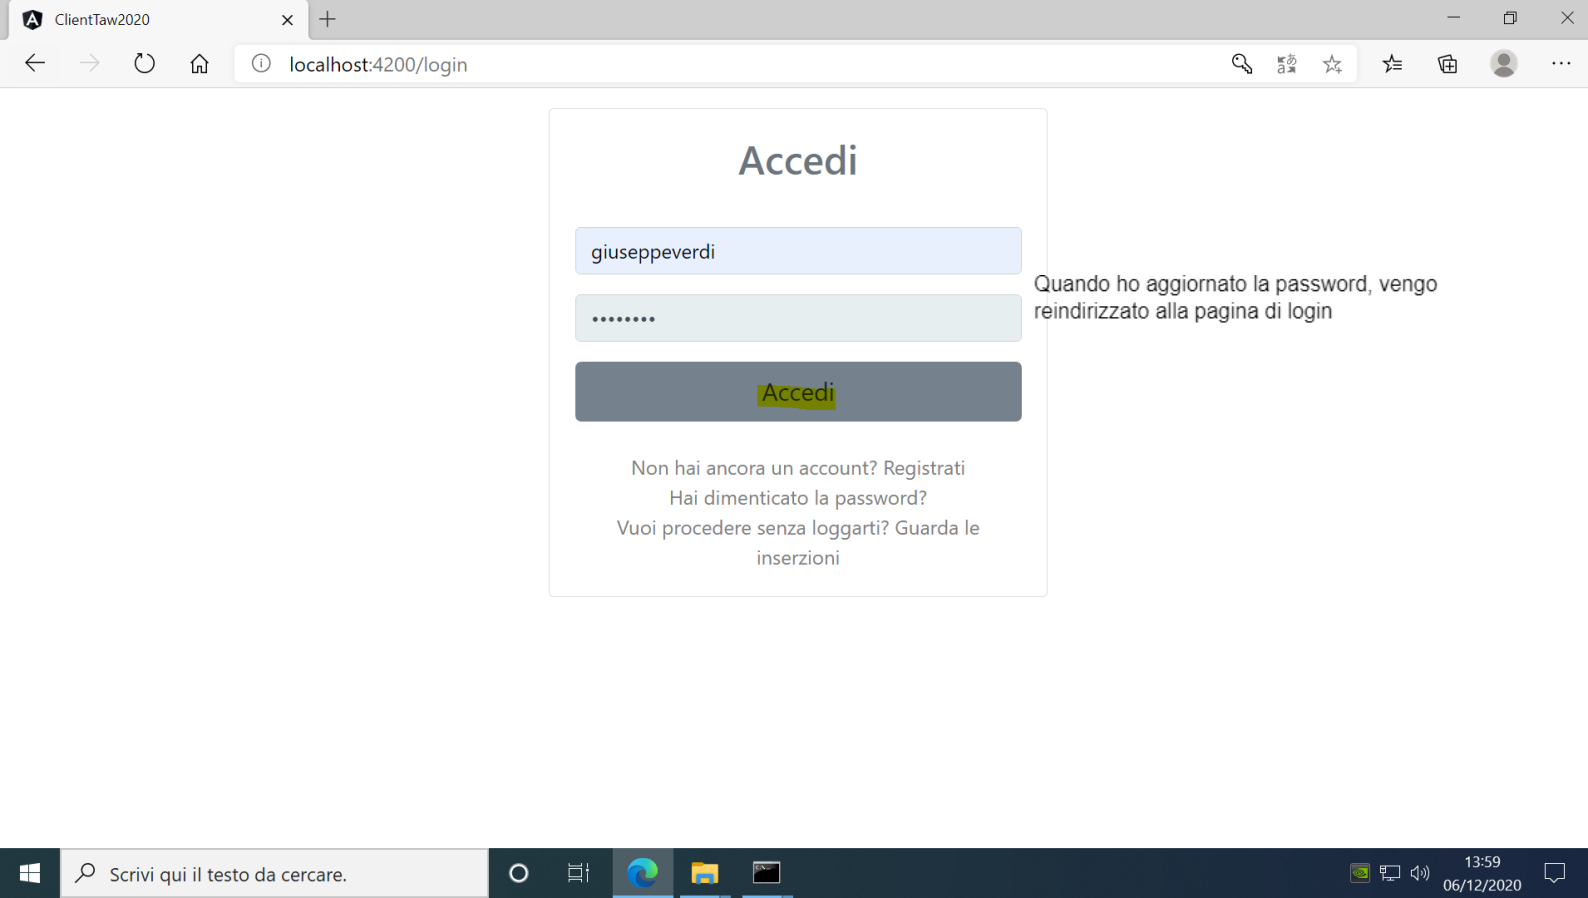 ClientTaw2020
localhost:4200/login
Accedi
giuseppeverdi
••••••••
Quando ho aggiornato la password, vengo
reindirizzato alla pagina di login
Accedi
Non hai ancora un account? Registrati
Hai dimenticato la password?
Vuoi procedere senza loggarti? Guarda le
inserzioni
Scrivi qui il testo da cercare.
13:59
06/12/2020